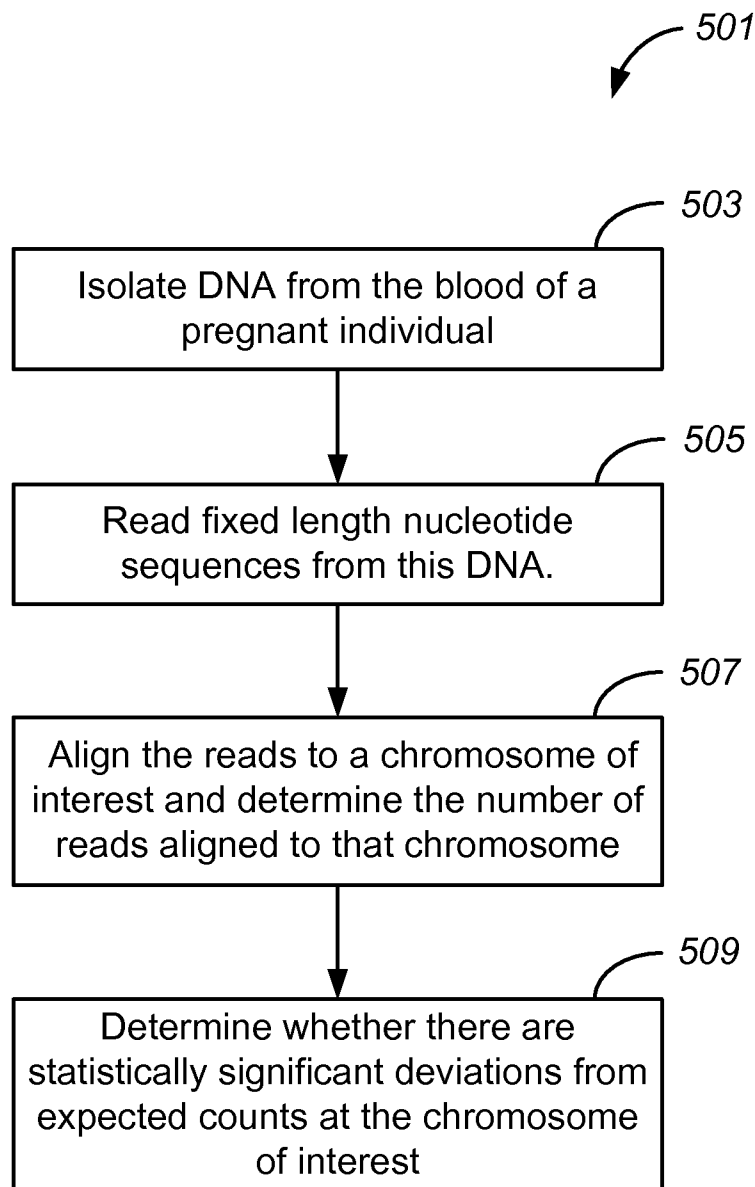 501
503
Isolate DNA from the blood of a
pregnant individual
505
Read fixed length nucleotide
sequences from this DNA.
507
Align the reads to a chromosome of
interest and determine the number of
reads aligned to that chromosome
509
Determine whether there are
statistically significant deviations from
expected counts at the chromosome
of interest